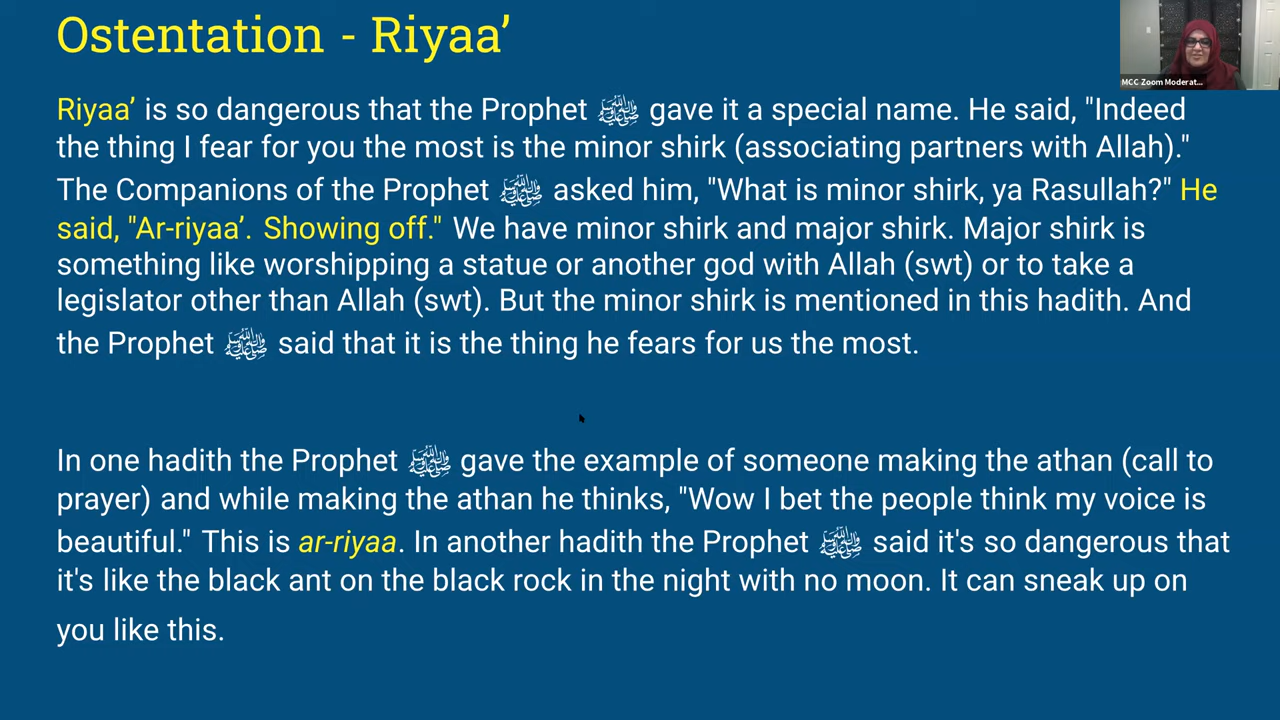 Ostentation - Riyaa’
MCC Zoom Moderat...
Riyaa’ is so dangerous that the Prophet ﷺ gave it a special name. He said, "Indeed
the thing I fear for you the most is the minor shirk (associating partners with Allah)."
The Companions of the Prophet ﷺ asked him, "What is minor shirk, ya Rasullah?" He
said, "Ar-riyaa’. Showing off." We have minor shirk and major shirk. Major shirk is
something like worshipping a statue or another god with Allah (swt) or to take a
legislator other than Allah (swt). But the minor shirk is mentioned in this hadith. And
the Prophet ﷺ said that it is the thing he fears for us the most.
In one hadith the Prophet ﷺ gave the example of someone making the athan (call to
prayer) and while making the athan he thinks, "Wow I bet the people think my voice is
beautiful." This is ar-riyaa. In another hadith the Prophet ﷺ said it's so dangerous that
it's like the black ant on the black rock in the night with no moon. It can sneak up on
you like this.